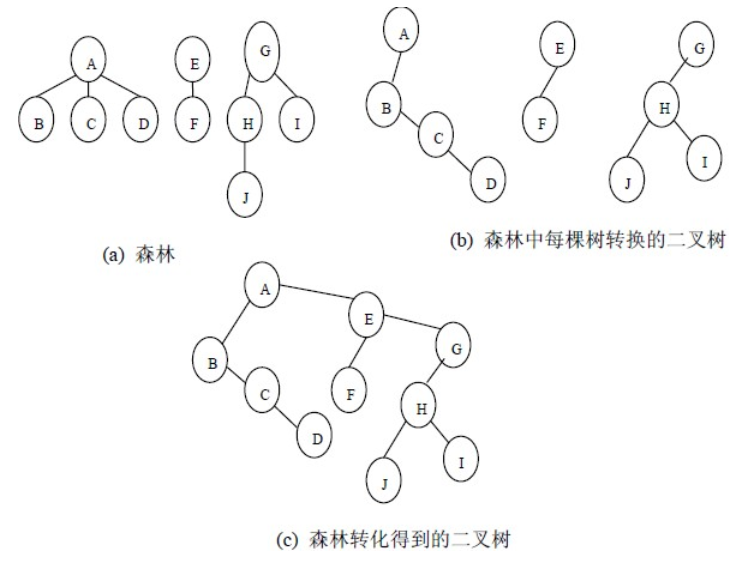 A E G
B C D F H I
J
(a) 森林
A E G
B F H
C
D J I
(b) 森林中每棵树转换的二叉树
A
E
B G
C F H
D I
J
(c) 森林转化得到的二叉树